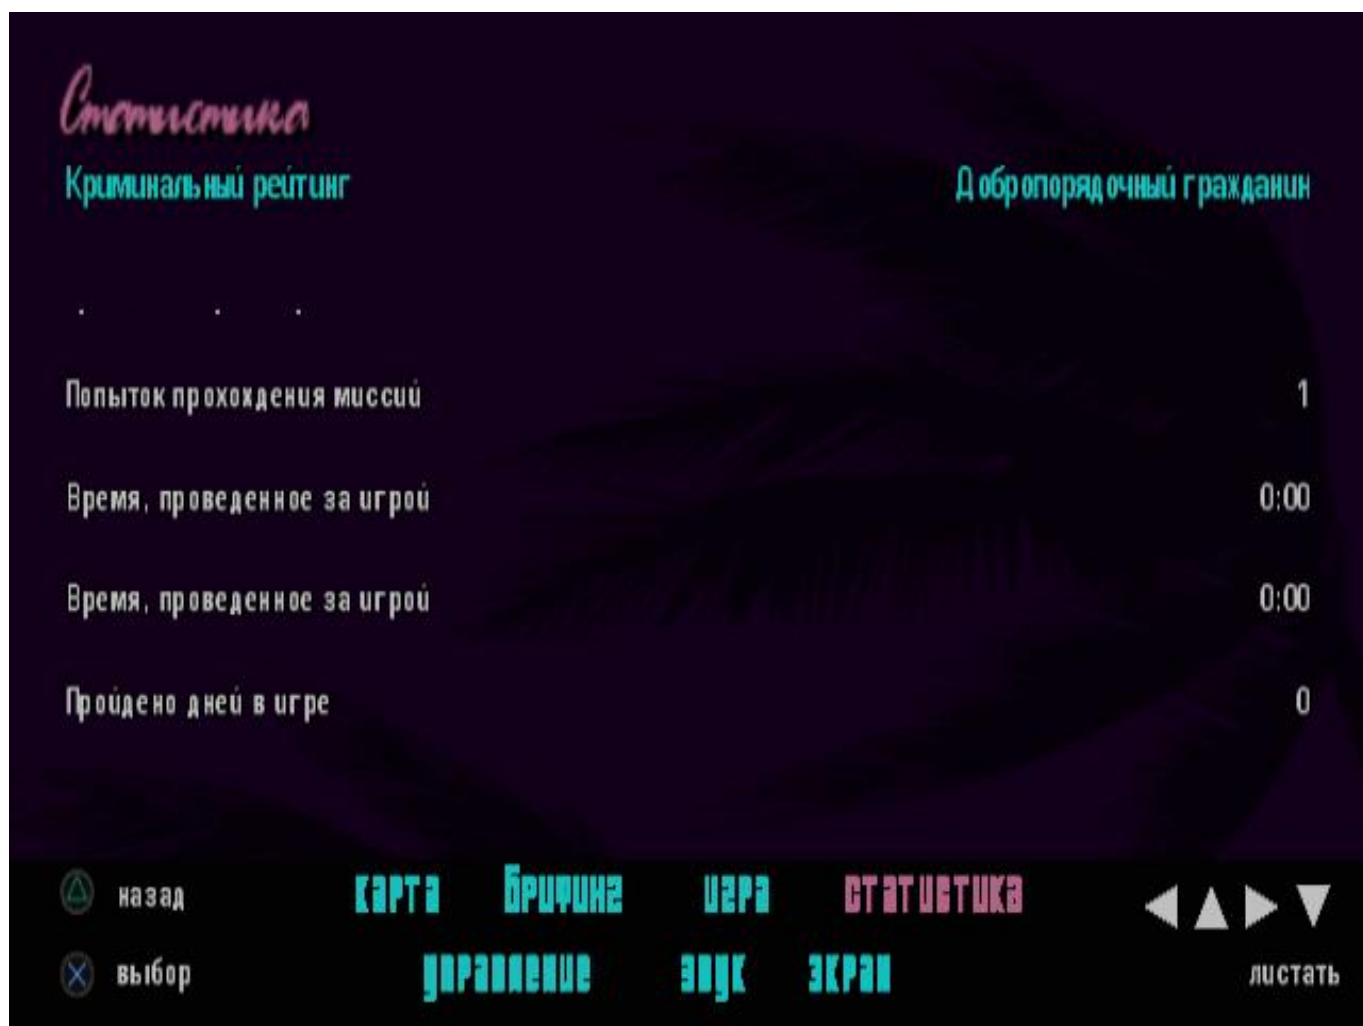 Статистика
Криминальный рейтинг Добропорядочный гражданин
. . .
Попыток прохождения миссий 1
Время, проведенное за игрой 0:00
Время, проведенное за игрой 0:00
Пройдено дней в игре 0
назад карта брифинг игра статистика
выбор управление звук экран листать